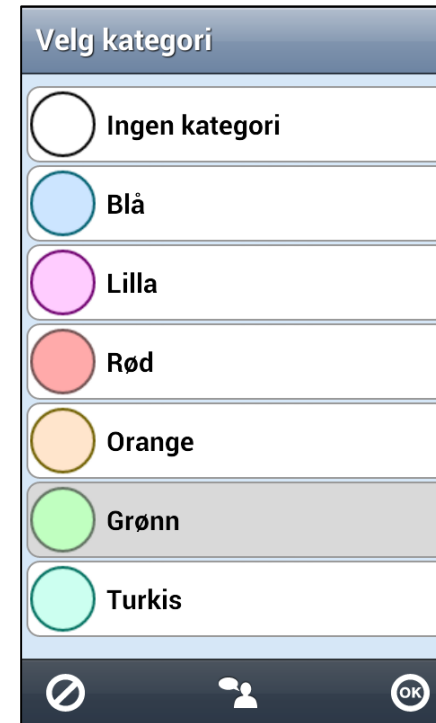 Velg kategori
Ingen kategori
Blå
Lilla
Rød
Orange
Grønn
Turkis
OK